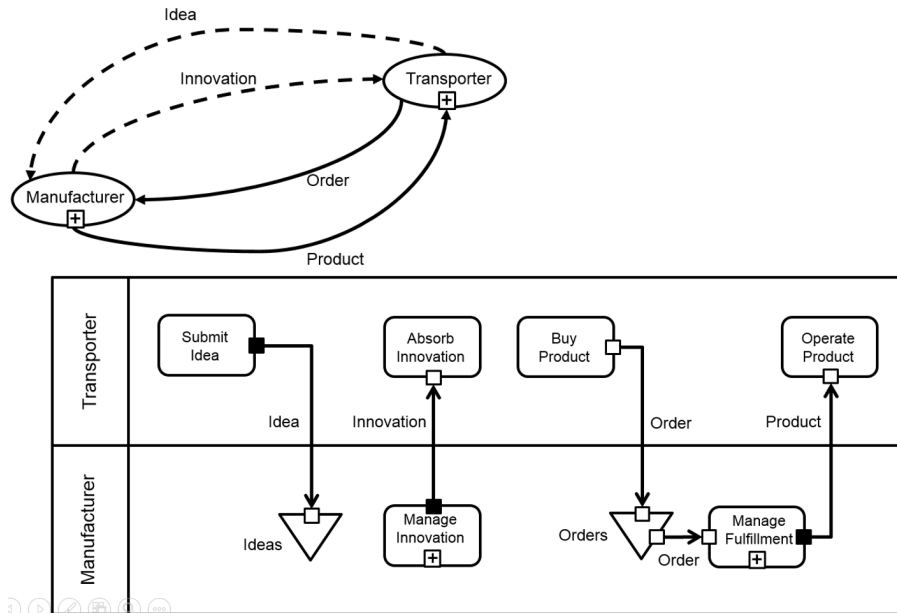 Idea
Innovation
Transporter
+
Manufacturer
+
Order
Product
Transporter
Submit
Idea
Absorb
Innovation
Buy
Product
Operate
Product
Idea
Innovation
Order
Product
Manufacturer
Ideas
Manage
Innovation
+
Orders
Order
Manage
Fulfillment
+